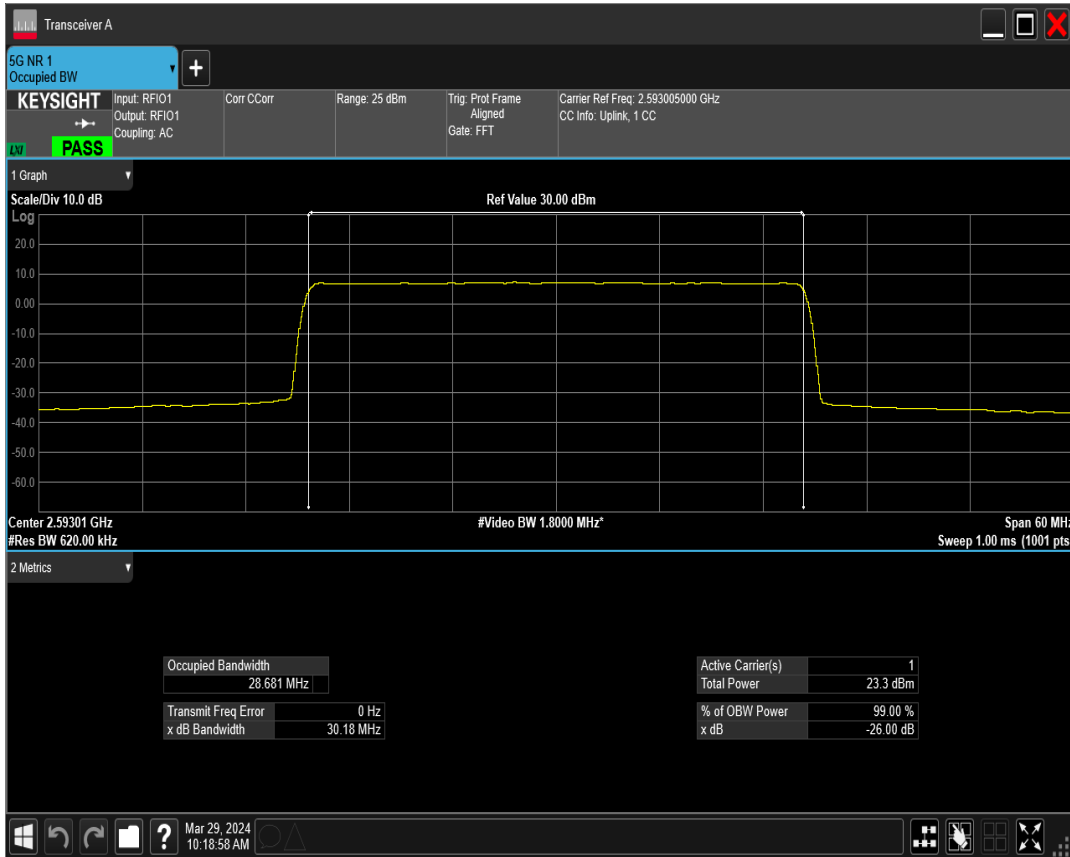 Transceiver A
5G NR 1
Occupied BW
KEYSIGHT
LXI
PASS
Input: RFIO1
Output: RFIO1
Coupling: AC
Corr CCorr
Range: 25 dBm
Trig: Prot Frame
Aligned
Gate: FFT
Carrier Ref Freq: 2.593005000 GHz
CC Info: Uplink, 1 CC
1 Graph
Scale/Div 10.0 dB
Ref Value 30.00 dBm
Log
20.0
10.0
0.00
-10.0
-20.0
-30.0
-40.0
-50.0
-60.0
Center 2.59301 GHz
#Video BW 1.8000 MHz*
Span 60 MHz
#Res BW 620.00 kHz
Sweep 1.00 ms (1001 pts
2 Metrics
Occupied Bandwidth
28.681 MHz
Transmit Freq Error 0 Hz
x dB Bandwidth 30.18 MHz
Active Carrier(s) 1
Total Power 23.3 dBm
% of OBW Power 99.00 %
x dB -26.00 dB
?
Mar 29, 2024
10:18:58 AM